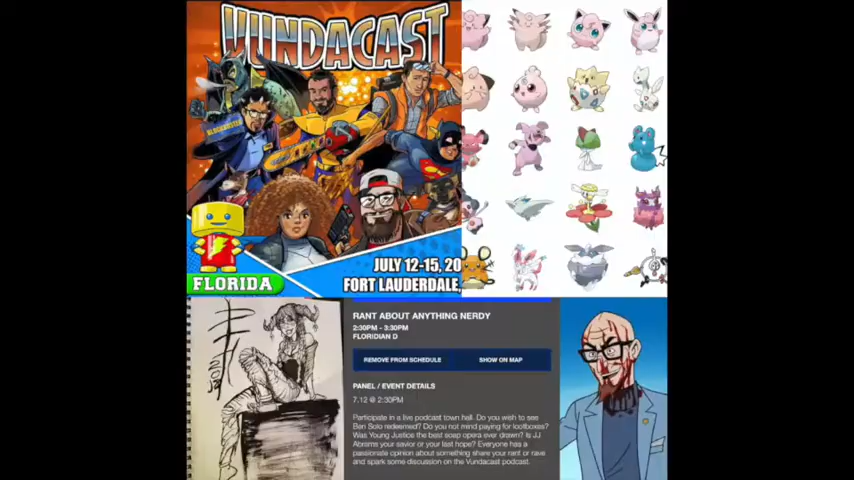 VUNDACAST
BLOCKBUSTER
FLORIDA
JULY 12-15, 20
FORT LAUDERDALE,
RANT ABOUT ANYTHING NERDY
2:30PM - 3:30PM
FLORIDIAN D
REMOVE FROM SCHEDULE
SHOW ON MAP
PANEL / EVENT DETAILS
7.12 @ 2:30PM
Participate in a live podcast town hall. Do you wish to see
Ben Solo redeemed? Do you not mind paying for lootboxes?
Was Young Justice the best soap opera ever drawn? Is JJ
Abrams your savior or your last hope? Everyone has a
passionate opinion about something share your rant or rave
and spark some discussion on the Vundacast podcast.